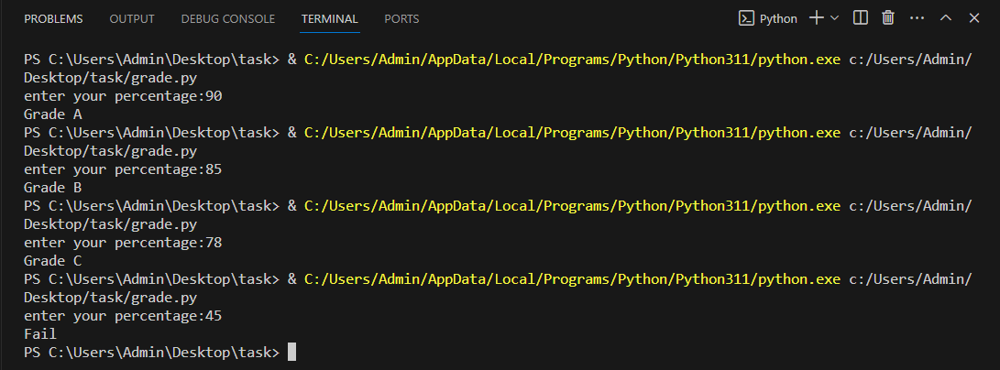 PROBLEMS OUTPUT DEBUG CONSOLE TERMINAL PORTS Python
PS C:\Users\Admin\Desktop\task> & C:/Users/Admin/AppData/Local/Programs/Python/Python311/python.exe c:/Users/Admin/
Desktop/task/grade.py
enter your percentage:90
Grade A
PS C:\Users\Admin\Desktop\task> & C:/Users/Admin/AppData/Local/Programs/Python/Python311/python.exe c:/Users/Admin/
Desktop/task/grade.py
enter your percentage:85
Grade B
PS C:\Users\Admin\Desktop\task> & C:/Users/Admin/AppData/Local/Programs/Python/Python311/python.exe c:/Users/Admin/
Desktop/task/grade.py
enter your percentage:78
Grade C
PS C:\Users\Admin\Desktop\task> & C:/Users/Admin/AppData/Local/Programs/Python/Python311/python.exe c:/Users/Admin/
Desktop/task/grade.py
enter your percentage:45
Fail
PS C:\Users\Admin\Desktop\task>